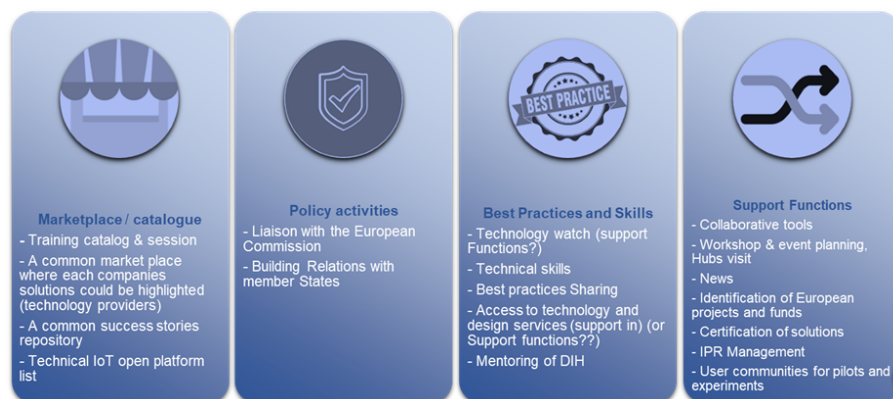 Marketplace / catalogue
- Training catalog & session
- A common market place
where each companies
solutions could be highlighted
(technology providers)
- A common success stories
repository
- Technical IoT open platform
list
Policy activities
- Liaison with the European
Commission
- Building Relations with
member States
BEST PRACTICE
Best Practices and Skills
- Technology watch (support
Functions?)
- Technical skills
- Best practices Sharing
- Access to technology and
design services (support in) (or
Support functions??)
- Mentoring of DIH
Support Functions
- Collaborative tools
- Workshop & event planning,
Hubs visit
- News
- Identification of European
projects and funds
- Certification of solutions
- IPR Management
- User communities for pilots and
experiments